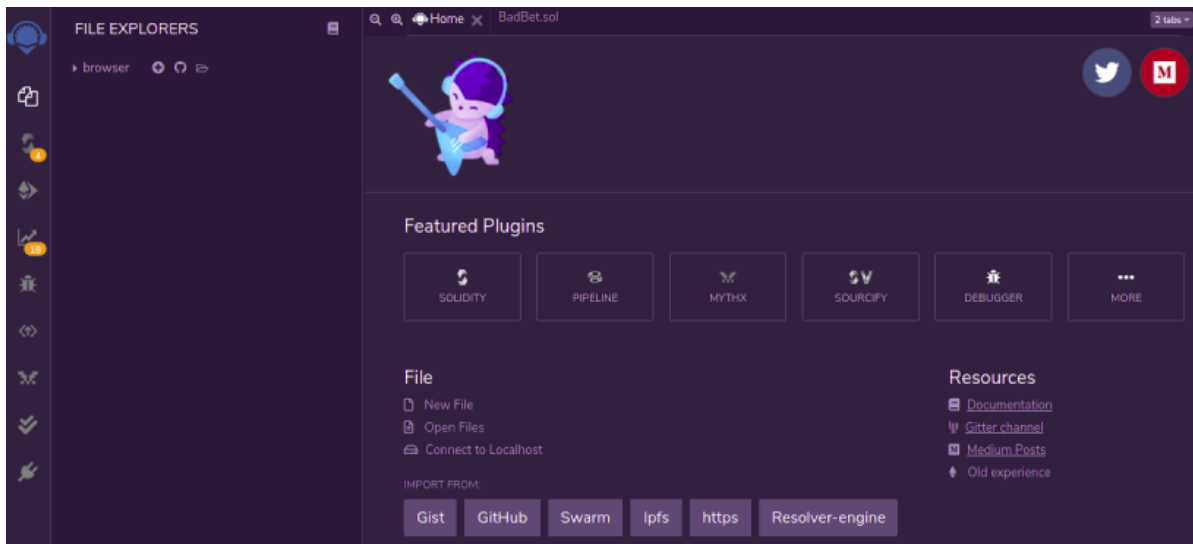 FILE EXPLORERS
browser
Home BadBet.sol
2 tabs
4
18
M
Featured Plugins
SOLIDITY PIPELINE MYTHX SOURCIFY DEBUGGER MORE
File
New File
Open Files
Connect to Localhost
IMPORT FROM:
Gist GitHub Swarm Ipfs https Resolver-engine
Resources
Documentation
Gitter channel
Medium Posts
Old experience